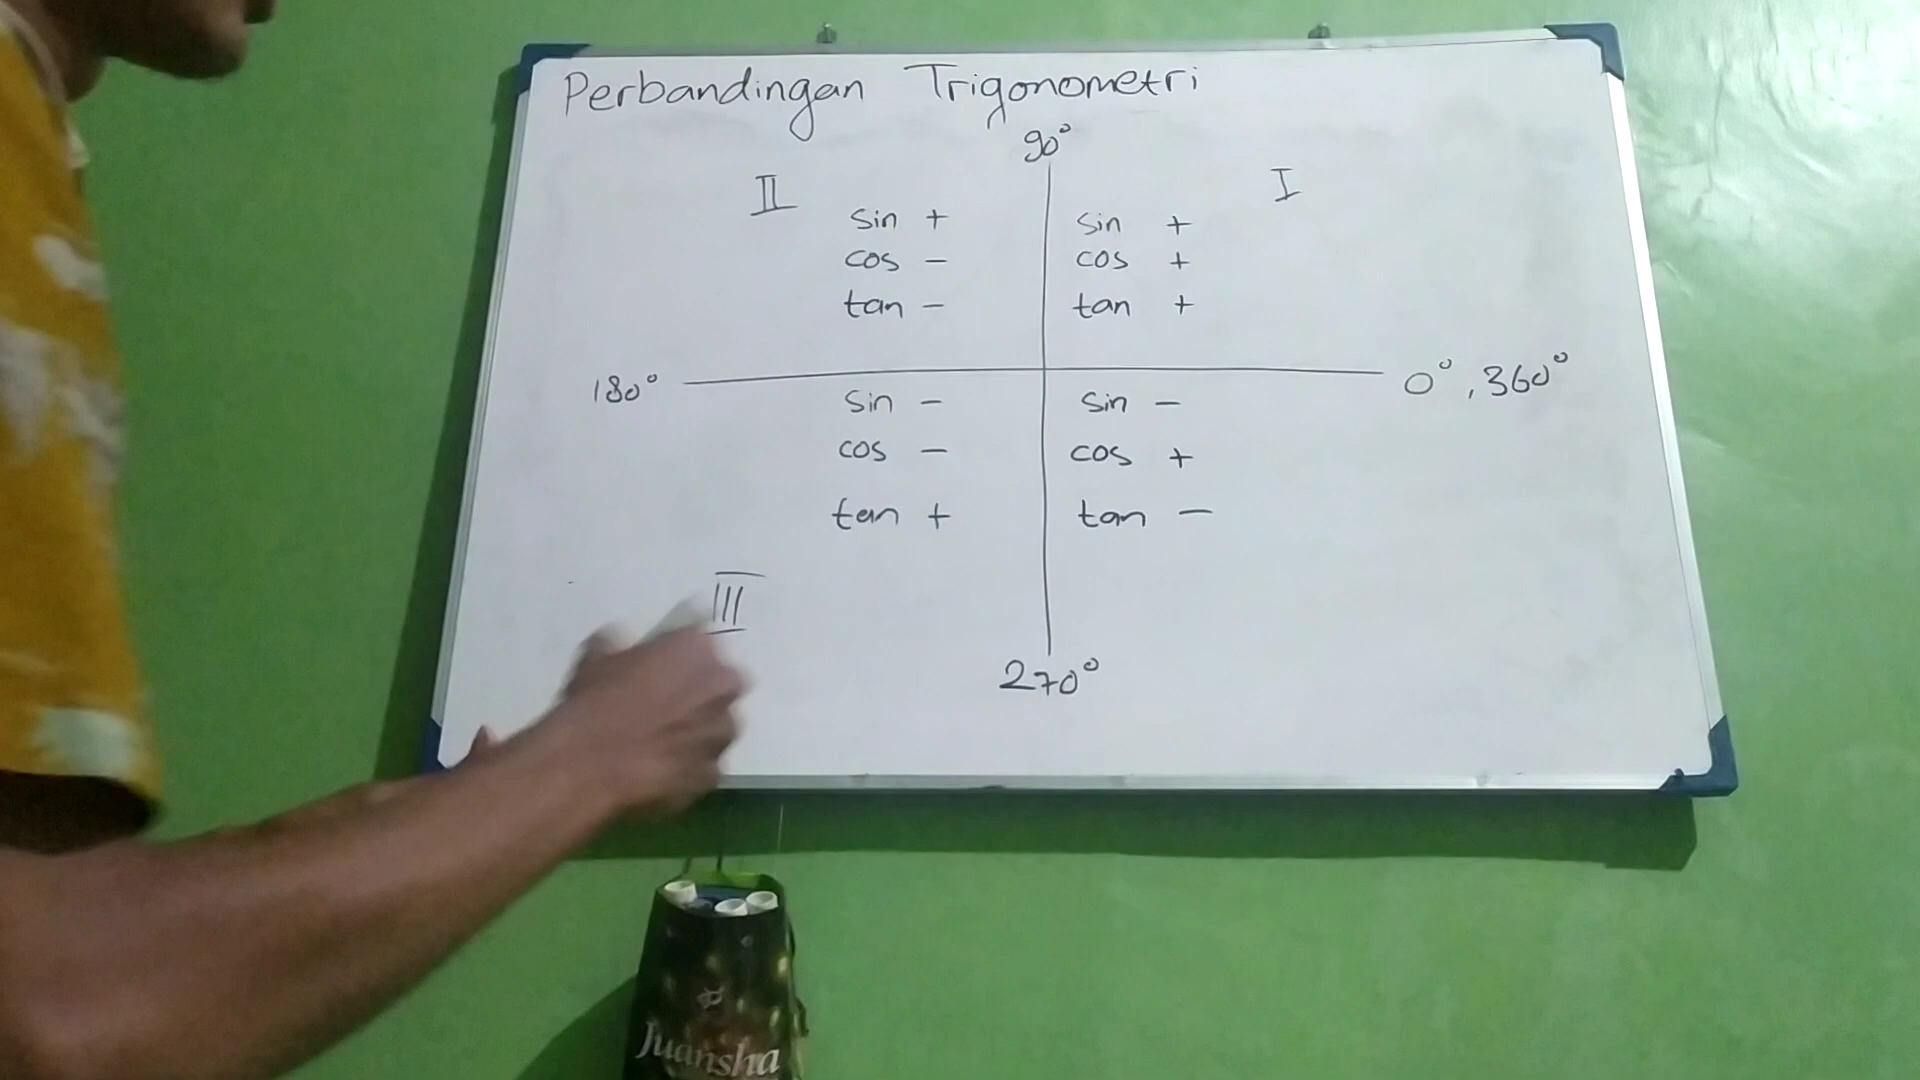 Perbandingan Trigonometri
90°
II
I
sin +
cos -
tan -
sin +
cos +
tan +
180°
0°, 360°
sin -
cos -
tan +
sin -
cos +
tan -
III
270°
Juansha